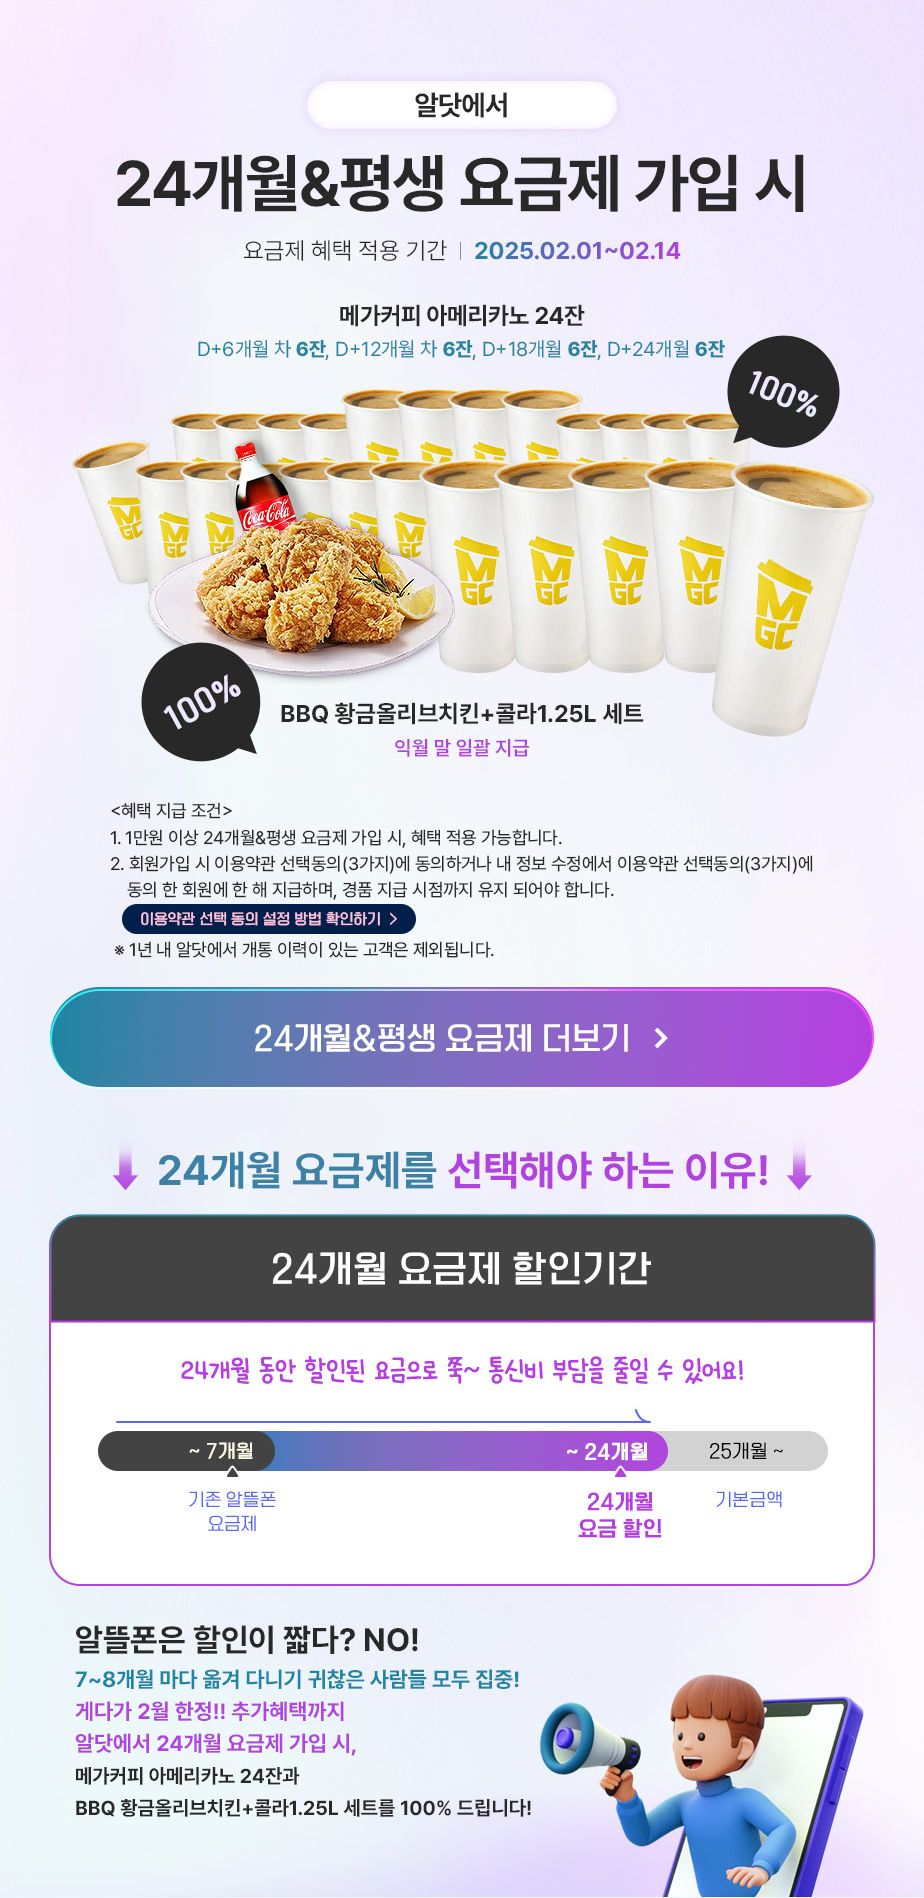 알닷에서
24개월&평생 요금제 가입 시
요금제 혜택 적용 기간 | 2025.02.01~02.14
메가커피 아메리카노 24잔
D+6개월 차 6잔, D+12개월 차 6잔, D+18개월 6잔, D+24개월 6잔
100%
Coca-Cola
MGC
MGC
MGC
MGC
MGC
MGC
MGC
MGC
MGC
100%
BBQ 황금올리브치킨+콜라1.25L 세트
익월 말 일괄 지급
<혜택 지급 조건>
1. 1만원 이상 24개월&평생 요금제 가입 시, 혜택 적용 가능합니다.
2. 회원가입 시 이용약관 선택동의(3가지)에 동의하거나 내 정보 수정에서 이용약관 선택동의(3가지)에
동의 한 회원에 한 해 지급하며, 경품 지급 시점까지 유지 되어야 합니다.
이용약관 선택 동의 설정 방법 확인하기 >
※ 1년 내 알닷에서 개통 이력이 있는 고객은 제외됩니다.
24개월&평생 요금제 더보기 >
24개월 요금제를 선택해야 하는 이유!
24개월 요금제 할인기간
24개월 동안 할인된 요금으로 쭉~ 통신비 부담을 줄일 수 있어요!
~ 7개월
~ 24개월
25개월 ~
기존 알뜰폰
요금제
24개월
요금 할인
기본금액
알뜰폰은 할인이 짧다? NO!
7~8개월 마다 옮겨 다니기 귀찮은 사람들 모두 집중!
게다가 2월 한정!! 추가혜택까지
알닷에서 24개월 요금제 가입 시,
메가커피 아메리카노 24잔과
BBQ 황금올리브치킨+콜라1.25L 세트를 100% 드립니다!